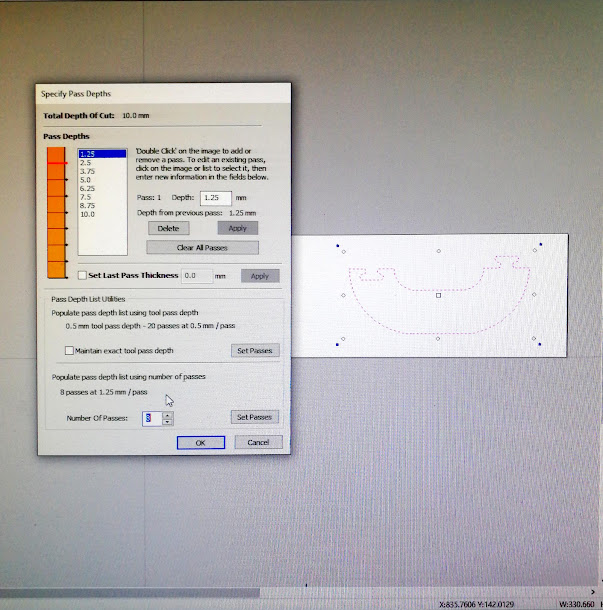 Specify Pass Depths
Total Depth Of Cut: 10.0 mm
Pass Depths
1.25
2.5
3.75
5.0
6.25
7.5
8.75
10.0
'Double Click' on the image to add or
remove a pass. To edit an existing pass,
click on the image or list to select it, then
enter new information in the fields below.
Pass: 1 Depth: 1.25 mm
Depth from previous pass: 1.25 mm
Delete Apply
Clear All Passes
Set Last Pass Thickness 0.0 mm Apply
Pass Depth List Utilities
Populate pass depth list using tool pass depth
0.5 mm tool pass depth - 20 passes at 0.5 mm / pass
Maintain exact tool pass depth Set Passes
Populate pass depth list using number of passes
8 passes at 1.25 mm / pass
Number Of Passes: 8 Set Passes
OK Cancel
X:835.7606 Y:142.0129 W:330.660